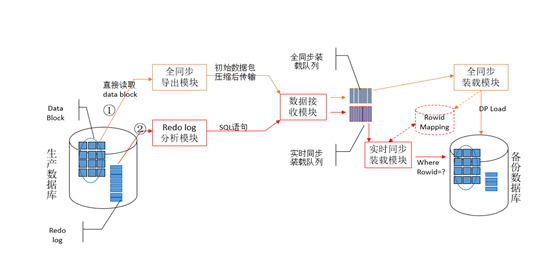 全同步
导出模块
初始数据包
压缩后传输
全同步装
载队列
全同步
装载模块
直接读取
data block
①
Data
Block
②
Redo log
分析模块
SQL语句
数据接
收模块
Rowid
Mapping
DP Load
生产数据库
实时同步
装载队列
实时同步
装载模块
Where
Rowid=?
备份数据库
Redo
log